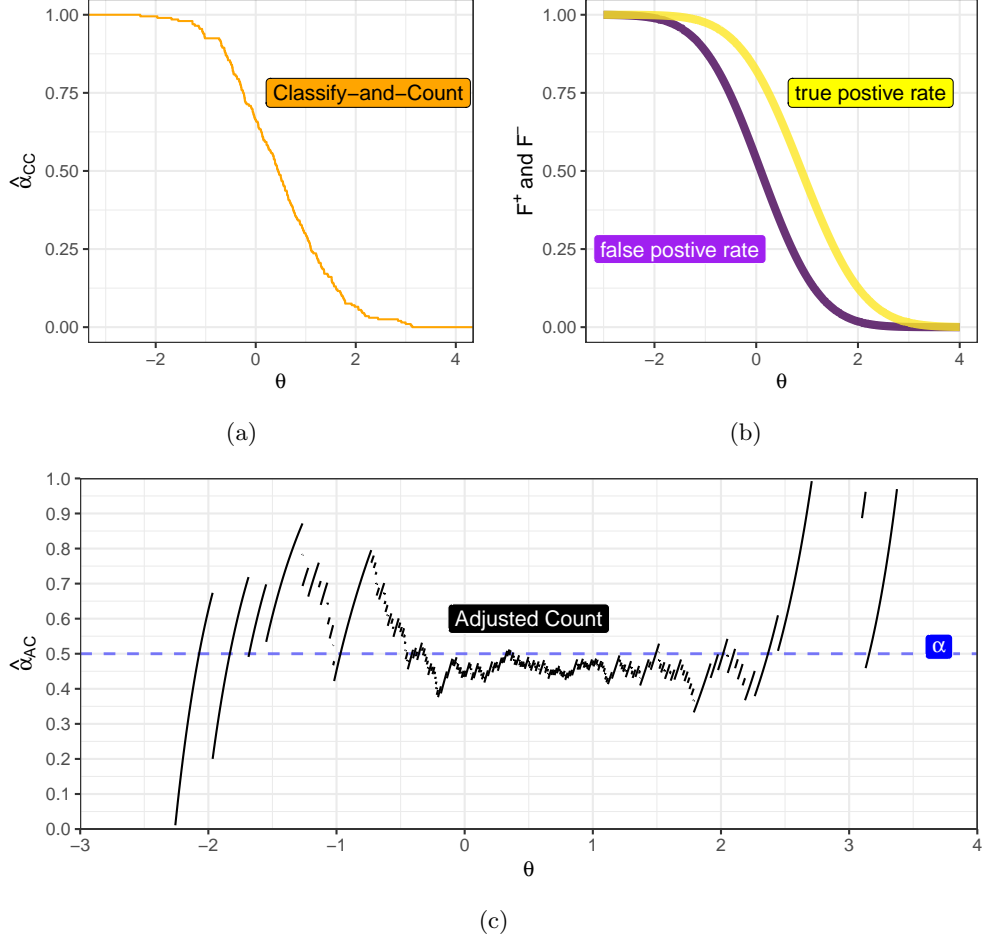 1.00
0.75
0.50
0.25
0.00
α̂CC
Classify−and−Count
−2
0
2
4
θ
(a)
1.00
0.75
0.50
0.25
0.00
F+ and F−
true postive rate
false postive rate
−2
0
2
4
θ
(b)
1.0
0.9
0.8
0.7
0.6
0.5
0.4
0.3
0.2
0.1
0.0
α̂AC
Adjusted Count
α
−3
−2
−1
0
1
2
3
4
θ
(c)